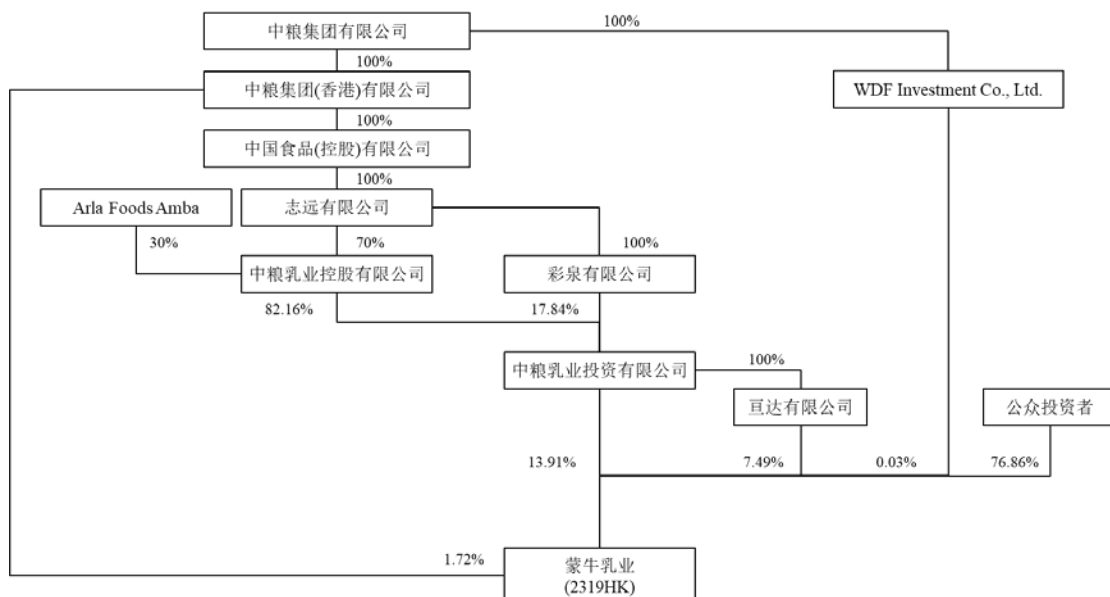 中粮集团有限公司
100%
100%
中粮集团(香港)有限公司
WDF Investment Co., Ltd.
100%
中国食品(控股)有限公司
100%
Arla Foods Amba
志远有限公司
30%
70%
100%
中粮乳业控股有限公司
彩泉有限公司
82.16%
17.84%
中粮乳业投资有限公司
100%
亘达有限公司
公众投资者
13.91%
7.49%
0.03%
76.86%
1.72%
蒙牛乳业
(2319HK)